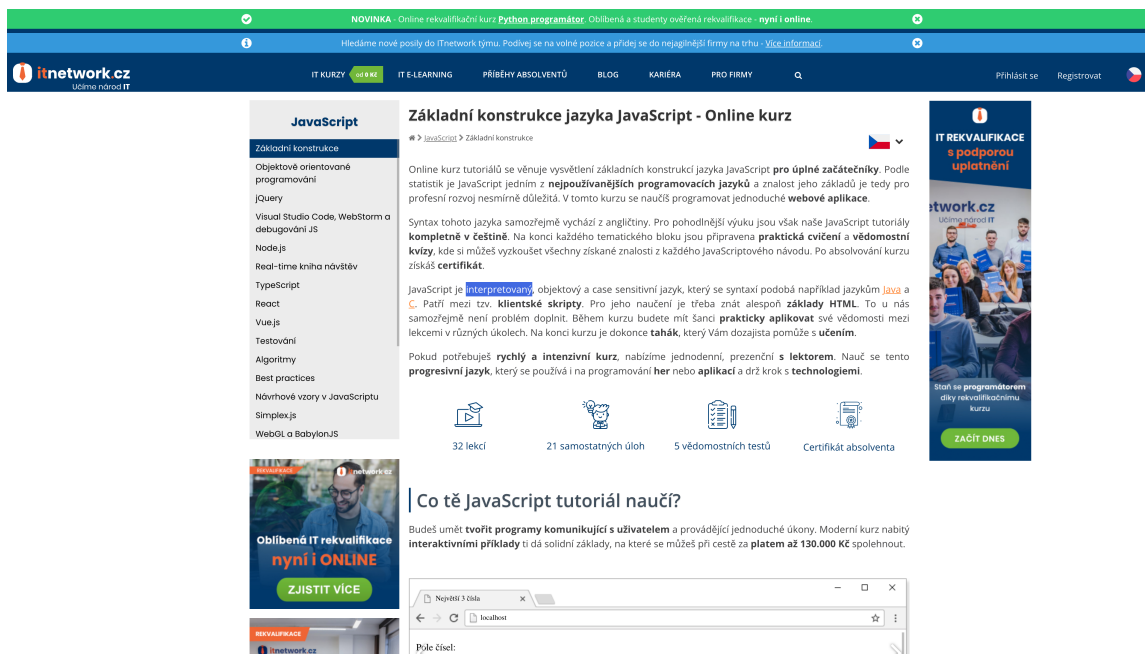 NOVINKA - Online rekvalifikační kurz Python programátor. Oblíbená a studenty ověřená rekvalifikace - nyní i online.
Hledáme nové posily do ITnetwork týmu. Podívej se na volné pozice a přidej se do nejagilnější firmy na trhu - Více informací.
itnetwork.cz
Učíme národ IT
IT KURZY od 0 Kč IT E-LEARNING PŘÍBĚHY ABSOLVENTŮ BLOG KARIÉRA PRO FIRMY
Přihlásit se Registrovat
JavaScript
Základní konstrukce
Objektově orientované
programování
jQuery
Visual Studio Code, WebStorm a
debugování JS
Node.js
Real-time kniha návštěv
TypeScript
React
Vue.js
Testování
Algoritmy
Best practices
Návrhové vzory v JavaScriptu
Simplex.js
WebGL a BabylonJS
REKVALIFIKACE
network.cz
Oblíbená IT rekvalifikace
nyní i ONLINE
ZJISTIT VÍCE
REKVALIFIKACE
itnetwork.cz
Základní konstrukce jazyka JavaScript - Online kurz
JavaScript Základní konstrukce
Online kurz tutoriálů se věnuje vysvětlení základních konstrukcí jazyka JavaScript pro úplné začátečníky. Podle
statistik je JavaScript jedním z nejpoužívanějších programovacích jazyků a znalost jeho základů je tedy pro
profesní rozvoj nesmírně důležitá. V tomto kurzu se naučíš programovat jednoduché webové aplikace.
Syntax tohoto jazyka samozřejmě vychází z angličtiny. Pro pohodlnější výuku jsou však naše JavaScript tutoriály
kompletně v češtině. Na konci každého tematického bloku jsou připravena praktická cvičení a vědomostní
kvízy, kde si můžeš vyzkoušet všechny získané znalosti z každého JavaScriptového modulu. Po absolvování kurzu
získáš certifikát.
JavaScript je interpretovaný, objektový a case sensitivní jazyk, který se syntaxí podobá například jazykům Java a
C. Patří mezi tzv. klientské skripty. Pro jeho naučení je třeba znát alespoň základy HTML. To u nás
samozřejmě není problém doplnit. Během kurzu budete mít šanci prakticky aplikovat své vědomosti mezi
lekcemi v různých úkolech. Na konci kurzu je dokonce tahák, který Vám dozajista pomůže s učením.
Pokud potřebuješ rychlý a intenzivní kurz, nabízíme jednodenní, prezenční s lektorem. Nauč se tento
progresivní jazyk, který se používá i na programování her nebo aplikací a drž krok s technologiemi.
32 lekcí 21 samostatných úloh 5 vědomostních testů Certifikát absolventa
Co tě JavaScript tutoriál naučí?
Budeš umět tvořit programy komunikující s uživatelem a provádějící jednoduché úkony. Moderní kurz nabitý
interaktivními příklady ti dá solidní základy, na které se můžeš při cestě za platem až 130.000 Kč spolehnout.
Největší 3 čísla
localhost
Pole čísel:
IT REKVALIFIKACE
s podporou
uplatnění
etwork.cz
Učíme národ IT
Staň se programátorem
díky rekvalifikačnímu
kurzu
ZAČÍT DNES